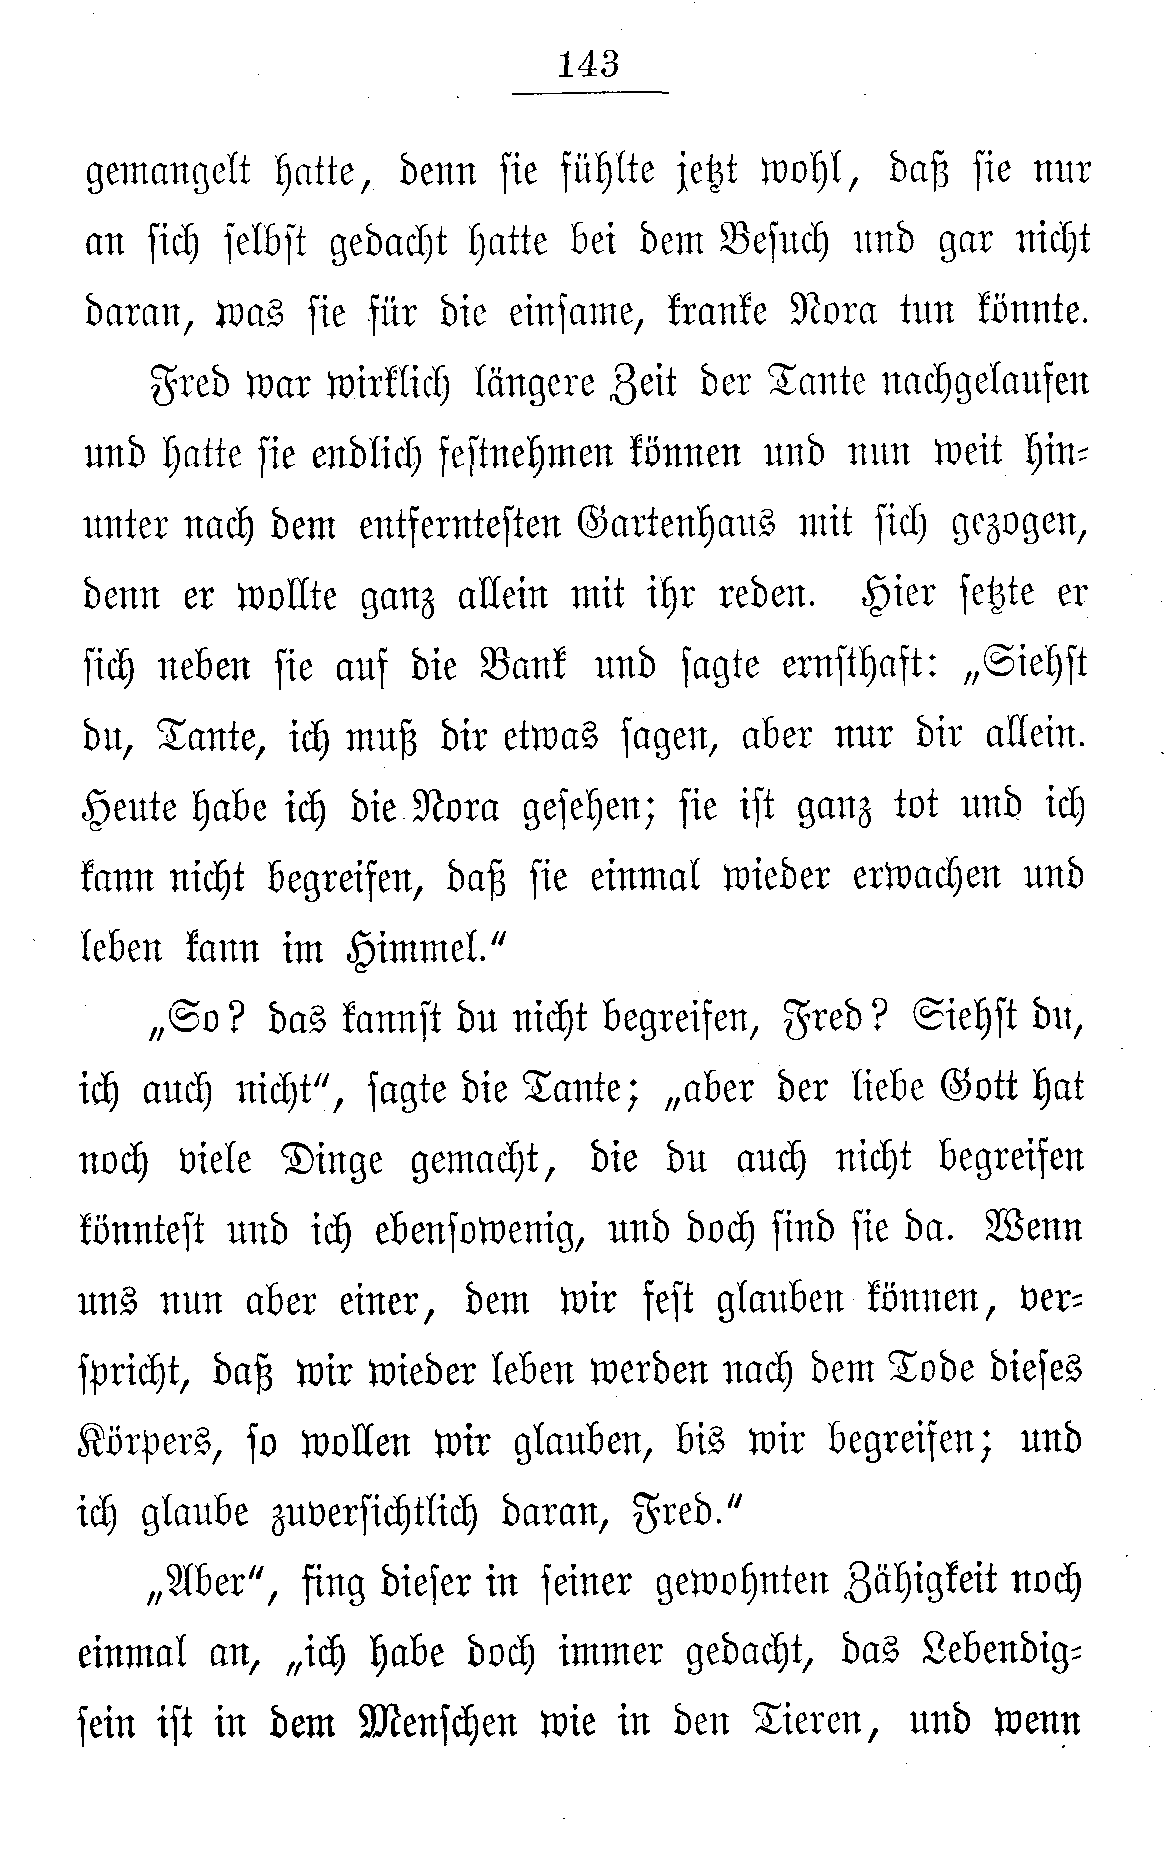 143
gemangelt hatte, denn sie fühlte jetzt wohl, daß sie nur
an sich selbst gedacht hatte bei dem Besuch und gar nicht
daran, was sie für die einsame, kranke Nora tun könnte.
Fred war wirklich längere Zeit der Tante nachgelaufen
und hatte sie endlich festnehmen können und nun weit hin-
unter nach dem entferntesten Gartenhaus mit sich gezogen,
denn er wollte ganz allein mit ihr reden. Hier setzte er
sich neben sie auf die Bank und sagte ernsthaft: „Siehst
du, Tante, ich muß dir etwas sagen, aber nur dir allein.
Heute habe ich die Nora gesehen; sie ist ganz tot und ich
kann nicht begreifen, daß sie einmal wieder erwachen und
leben kann im Himmel.“
„So? das kannst du nicht begreifen, Fred? Siehst du,
ich auch nicht“, sagte die Tante; „aber der liebe Gott hat
noch viele Dinge gemacht, die du auch nicht begreifen
könntest und ich ebensowenig, und doch sind sie da. Wenn
uns nun aber einer, dem wir fest glauben können, ver-
spricht, daß wir wieder leben werden nach dem Tode dieses
Körpers, so wollen wir glauben, bis wir begreifen; und
ich glaube zuversichtlich daran, Fred.“
„Aber“, fing dieser in seiner gewohnten Zähigkeit noch
einmal an, „ich habe doch immer gedacht, das Lebendig-
sein ist in dem Menschen wie in den Tieren, und wenn